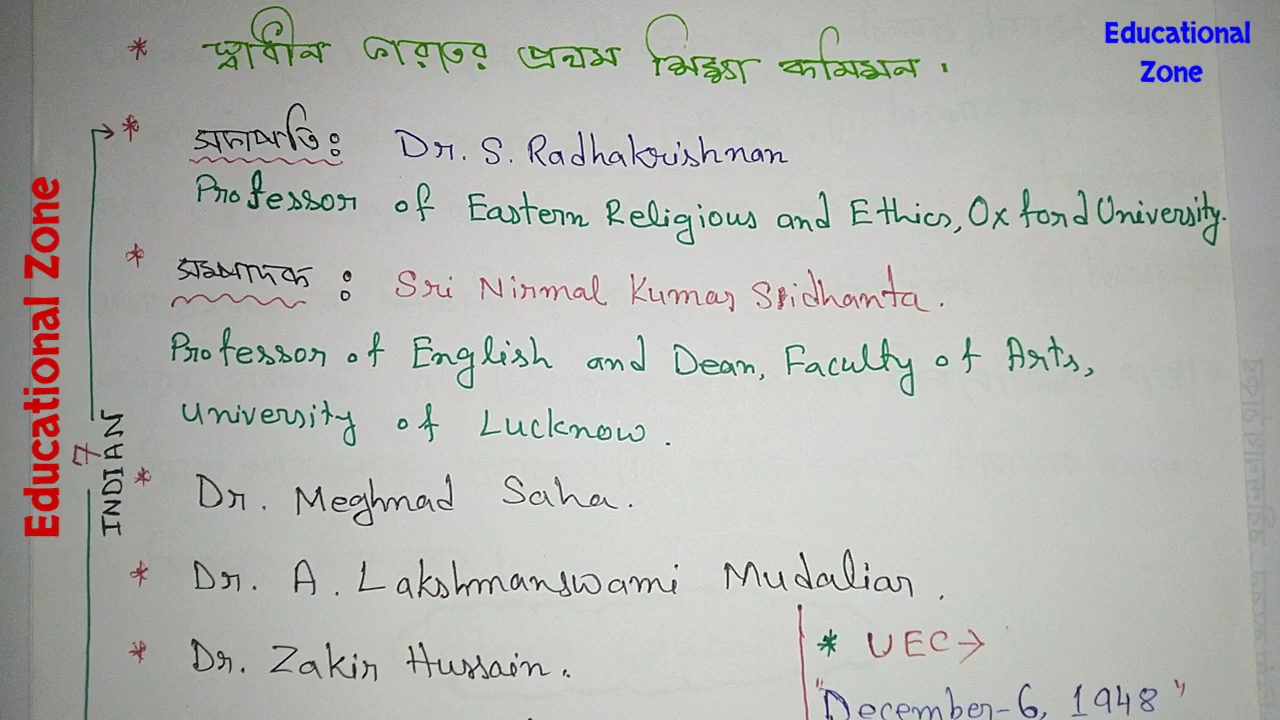 Educational
Zone
* স্বাধীন ভারতের প্রথম শিক্ষা কমিশন ।
* সভাপতি : Dr. S. Radhakrishnan
Professor of Eastern Religious and Ethics, Oxford University.
* সম্পাদক : Sri Nirmal Kumar Sidhanta.
Professor of English and Dean, Faculty of Arts,
University of Lucknow.
* Dr. Meghnad Saha.
* Dr. A. Lakshmanswami Mudaliar.
* Dr. Zakir Hussain.
* UEC →
"December-6, 1948"
7
INDIAN
Educational Zone